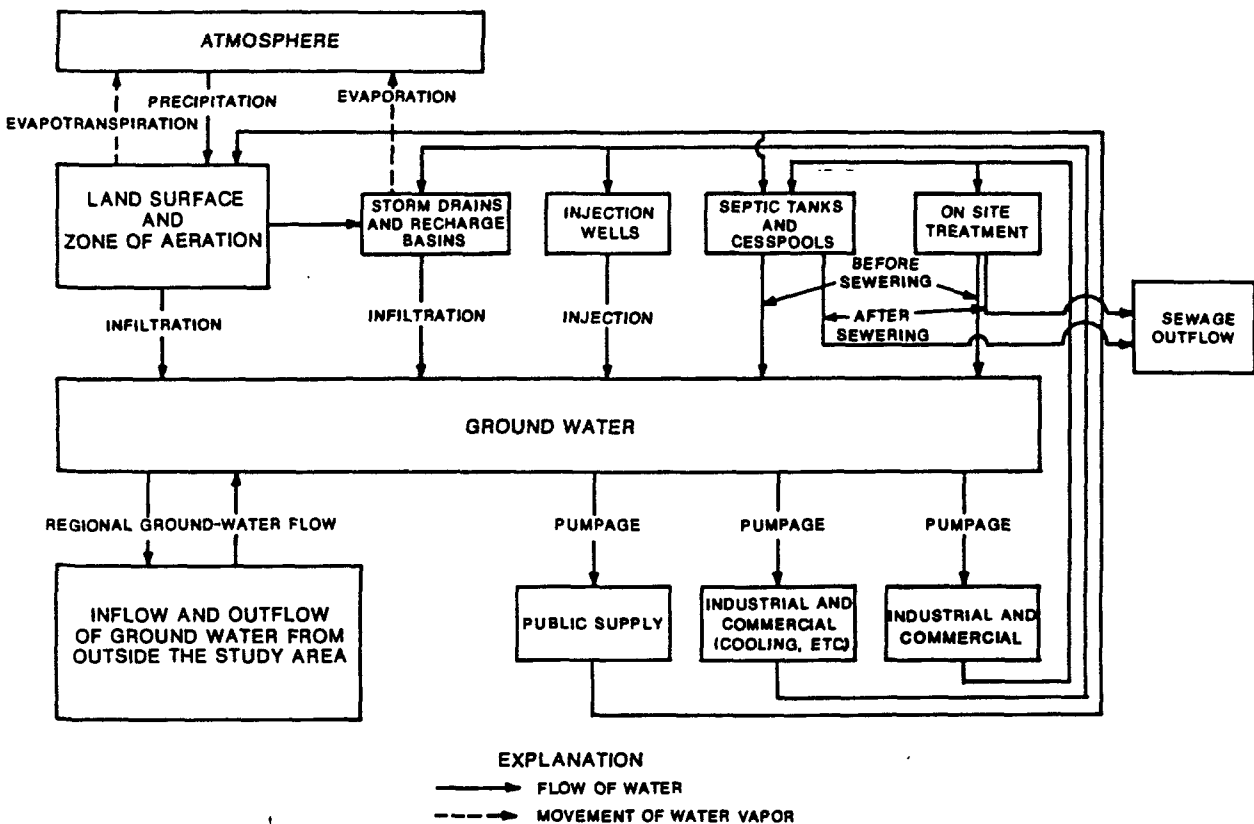 ATMOSPHERE
PRECIPITATION
EVAPORATION
EVAPOTRANSPIRATION
LAND SURFACE
AND
ZONE OF AERATION
STORM DRAINS
AND RECHARGE
BASINS
INJECTION
WELLS
SEPTIC TANKS
AND
CESSPOOLS
ON SITE
TREATMENT
BEFORE
SEWERING
AFTER
SEWERING
SEWAGE
OUTFLOW
INFILTRATION
INFILTRATION
INJECTION
GROUND WATER
REGIONAL GROUND-WATER FLOW
PUMPAGE
PUMPAGE
PUMPAGE
INFLOW AND OUTFLOW
OF GROUND WATER FROM
OUTSIDE THE STUDY AREA
PUBLIC SUPPLY
INDUSTRIAL AND
COMMERCIAL
(COOLING, ETC)
INDUSTRIAL AND
COMMERCIAL
EXPLANATION
FLOW OF WATER
MOVEMENT OF WATER VAPOR